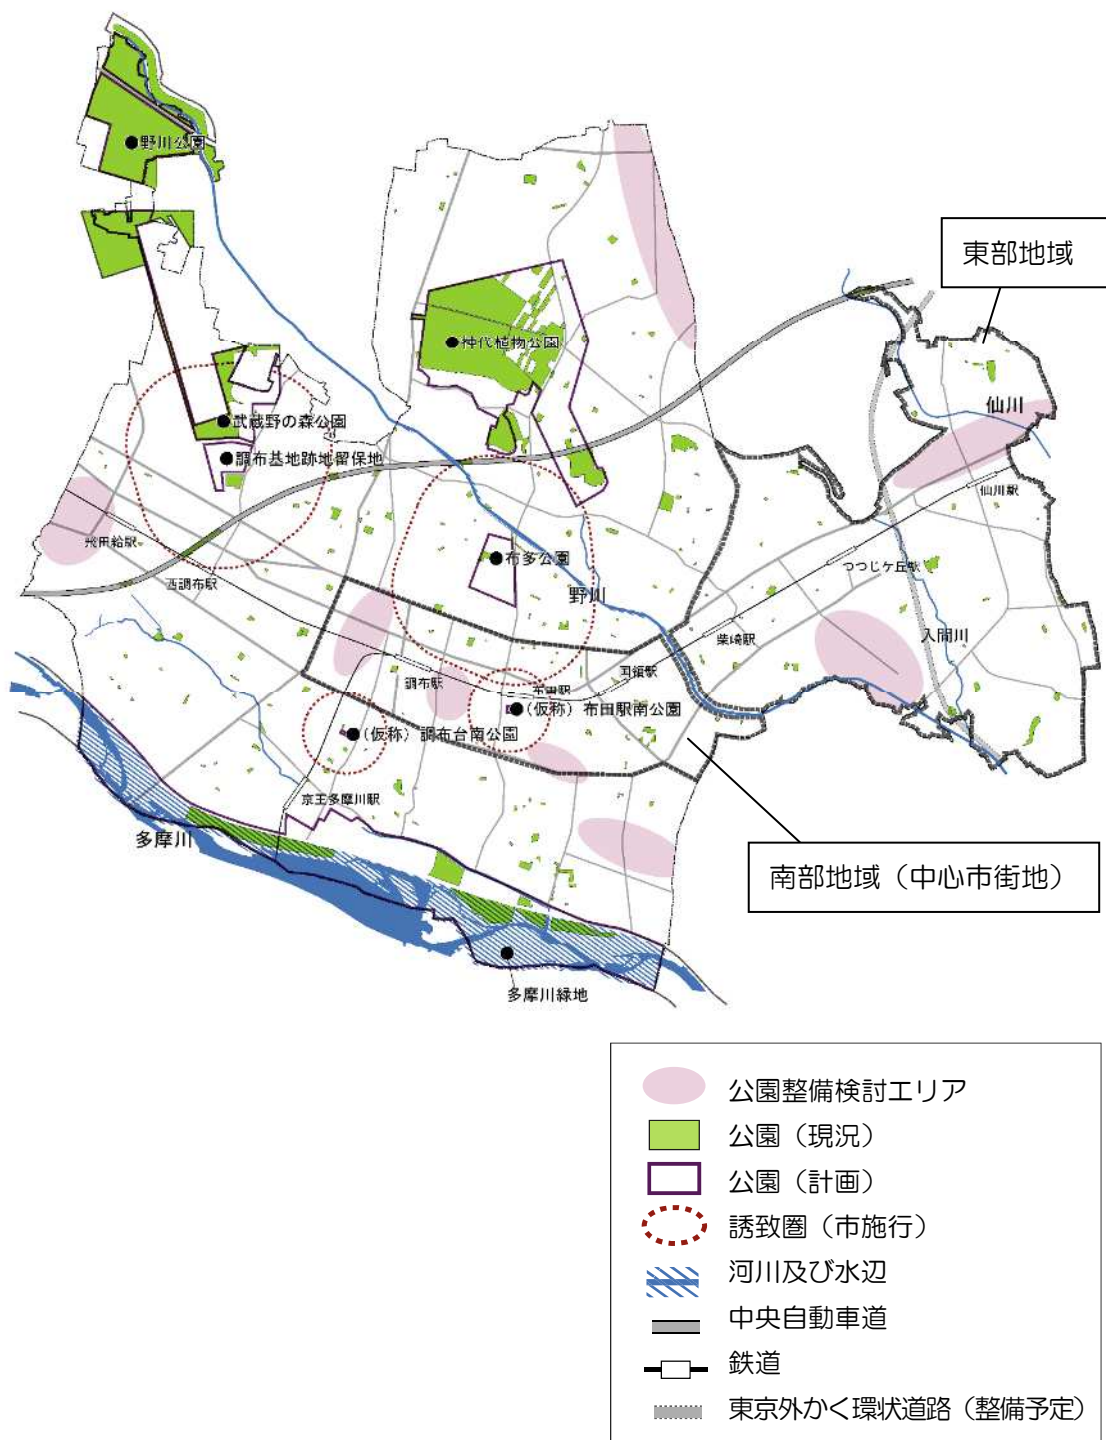 野川公園
東部地域
神代植物公園
仙川
武蔵野の森公園
調布基地跡地留保地
仙川駅
飛田給駅
布多公園
つつじケ丘駅
西調布駅
野川
入間川
柴崎駅
国領駅
調布駅
布田駅
(仮称)布田駅南公園
(仮称)調布台南公園
京王多摩川駅
多摩川
南部地域(中心市街地)
多摩川緑地
公園整備検討エリア
公園(現況)
公園(計画)
誘致圏(市施行)
河川及び水辺
中央自動車道
鉄道
東京外かく環状道路(整備予定)